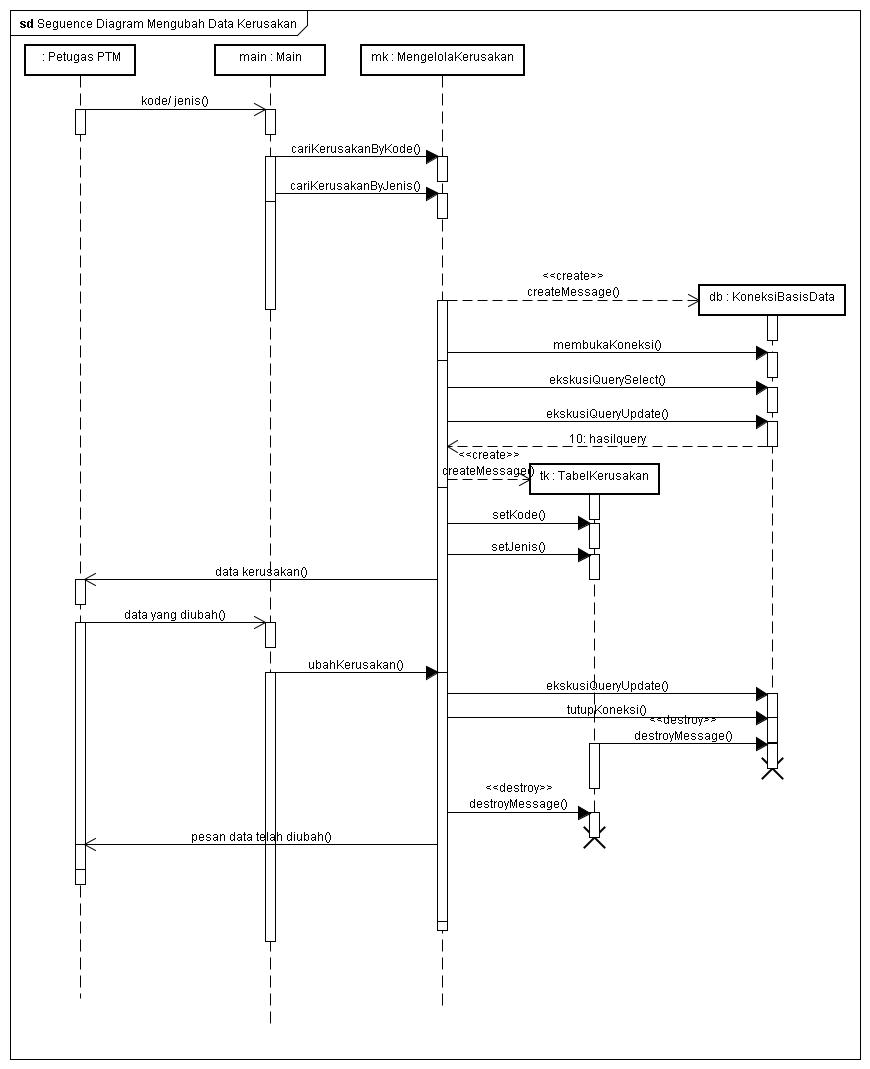 sd Seguence Diagram Mengubah Data Kerusakan
: Petugas PTM
main : Main
mk : MengelolaKerusakan
kode/ jenis()
cariKerusakanByKode()
cariKerusakanByJenis()
<<create>>
createMessage()
db : KoneksiBasisData
membukaKoneksi()
ekskusiQuerySelect()
ekskusiQueryUpdate()
10: hasilquery
<<create>>
createMessage()
tk : TabelKerusakan
setKode()
setJenis()
data kerusakan()
data yang diubah()
ubahKerusakan()
ekskusiQueryUpdate()
tutupKoneksi()
<<destroy>>
destroyMessage()
<<destroy>>
destroyMessage()
pesan data telah diubah()